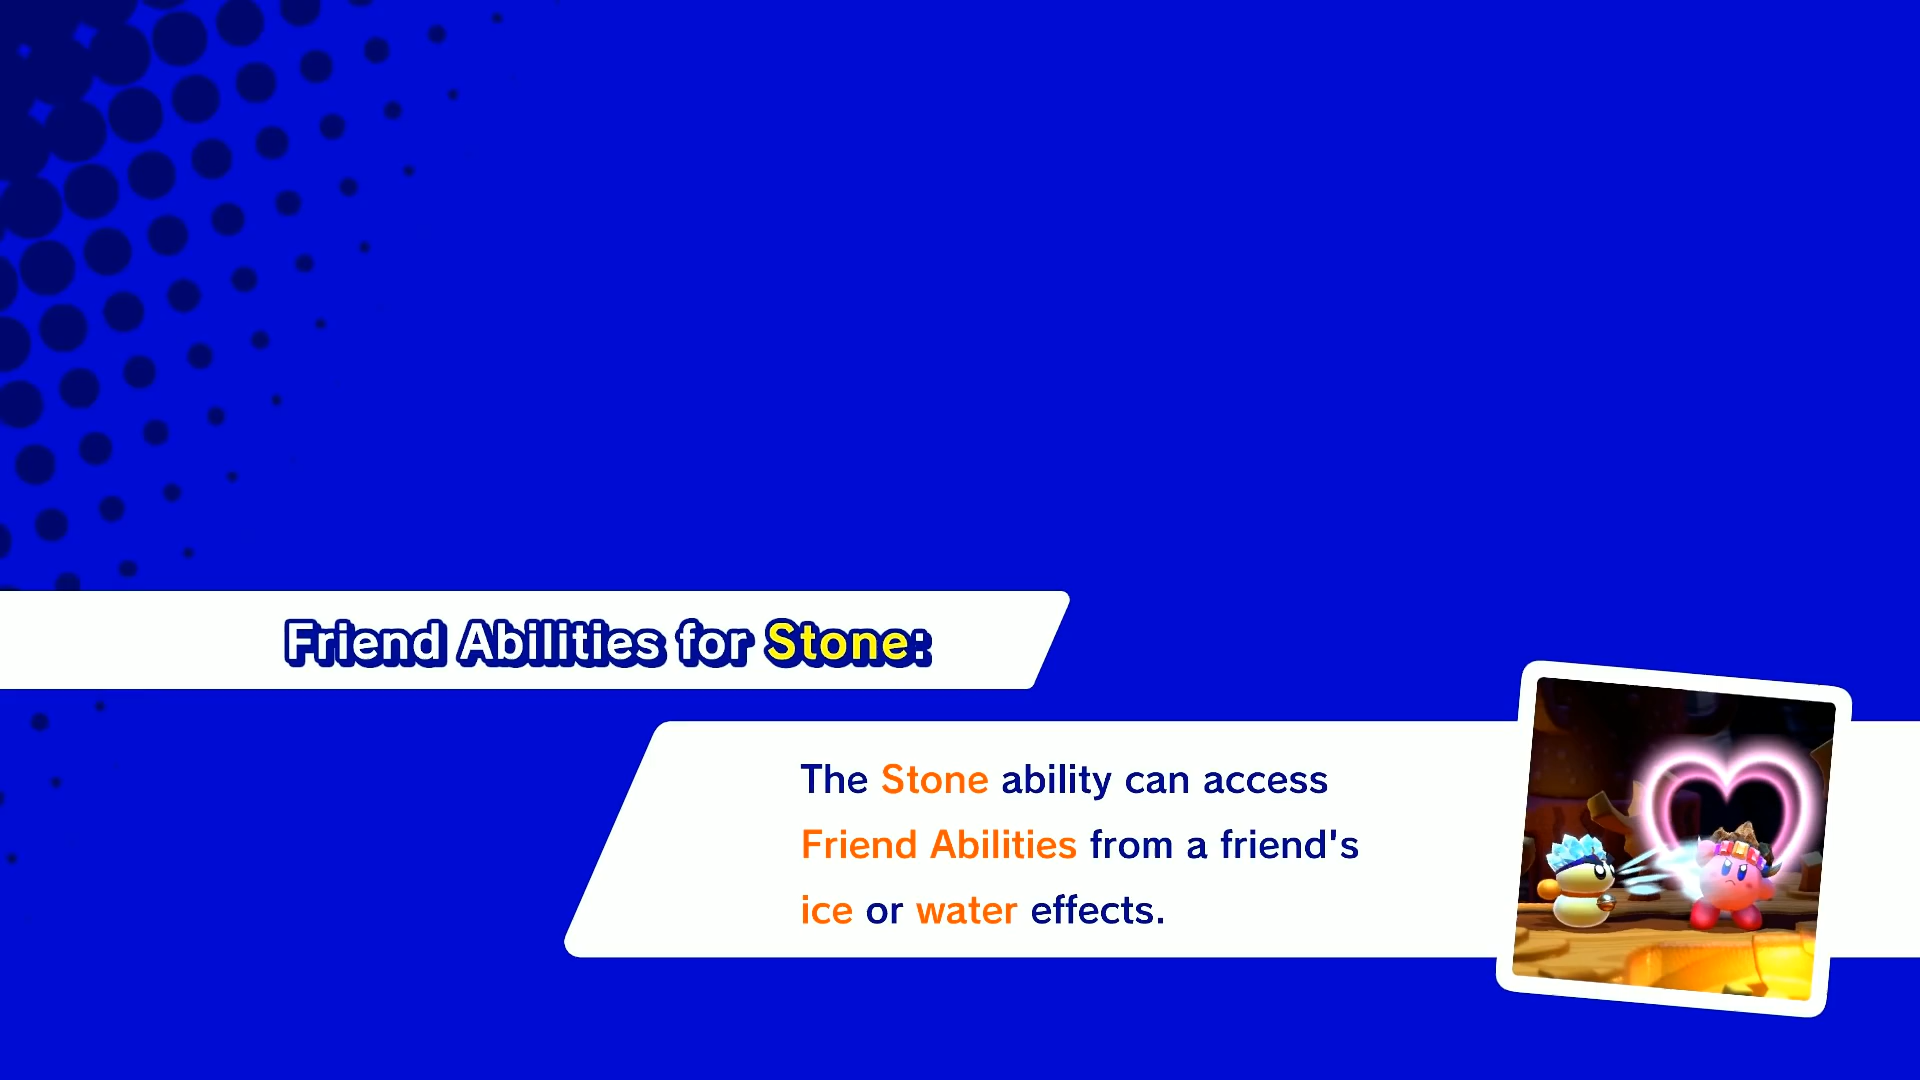 Friend Abilities for Stone:
The Stone ability can access
Friend Abilities from a friend's
ice or water effects.